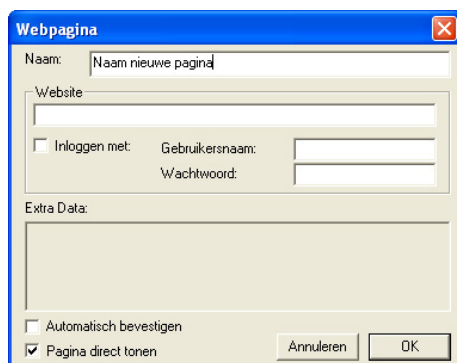 Webpagina
Naam: Naam nieuwe pagina
Website
Inloggen met: Gebruikersnaam:
Wachtwoord:
Extra Data:
Automatisch bevestigen
Pagina direct tonen
Annuleren OK